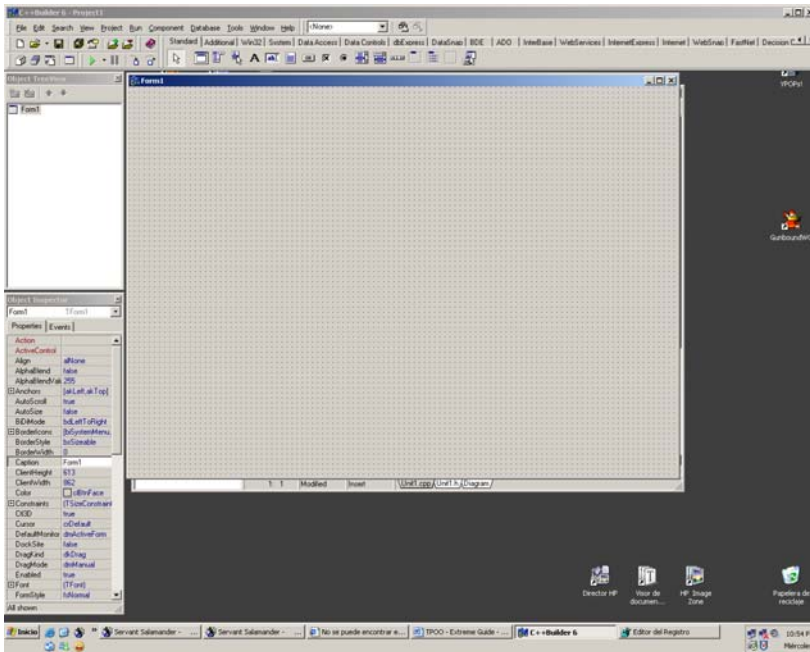 C++Builder 6 - Project1
File Edit Search View Project Run Component Database Tools Window Help <None>
Standard Additional Win32 System Data Access Data Controls dbExpress DataSnap BDE ADO InterBase WebServices InternetExpress Internet WebSnap FastNet Decision C
Object TreeView
Form1
YPOPs!
Form1
GunboundWC
Object Inspector
Form1 TForm1
Properties Events
Action
ActiveControl
Align alNone
AlphaBlend false
AlphaBlendVal 255
Anchors [akLeft,akTop]
AutoScroll true
AutoSize false
BiDiMode bdLeftToRight
BorderIcons [biSystemMenu,
BorderStyle bsSizeable
BorderWidth 0
Caption Form1
ClientHeight 613
ClientWidth 862
Color clBtnFace
Constraints (TSizeConstraint
Ctl3D true
Cursor crDefault
DefaultMonitor dmActiveForm
DockSite false
DragKind dkDrag
DragMode dmManual
Enabled true
Font (TFont)
FormStyle fsNormal
All shown
1: 1 Modified Insert Unit1.cpp Unit1.h Diagram
Director HP
Visor de documen...
HP Image Zone
Papelera de reciclaje
Inicio Servant Salamander - ... Servant Salamander - ... No se puede encontrar e... TPOO - Extreme Guide - ... C++Builder 6 Editor del Registro
10:54 P
Miércole